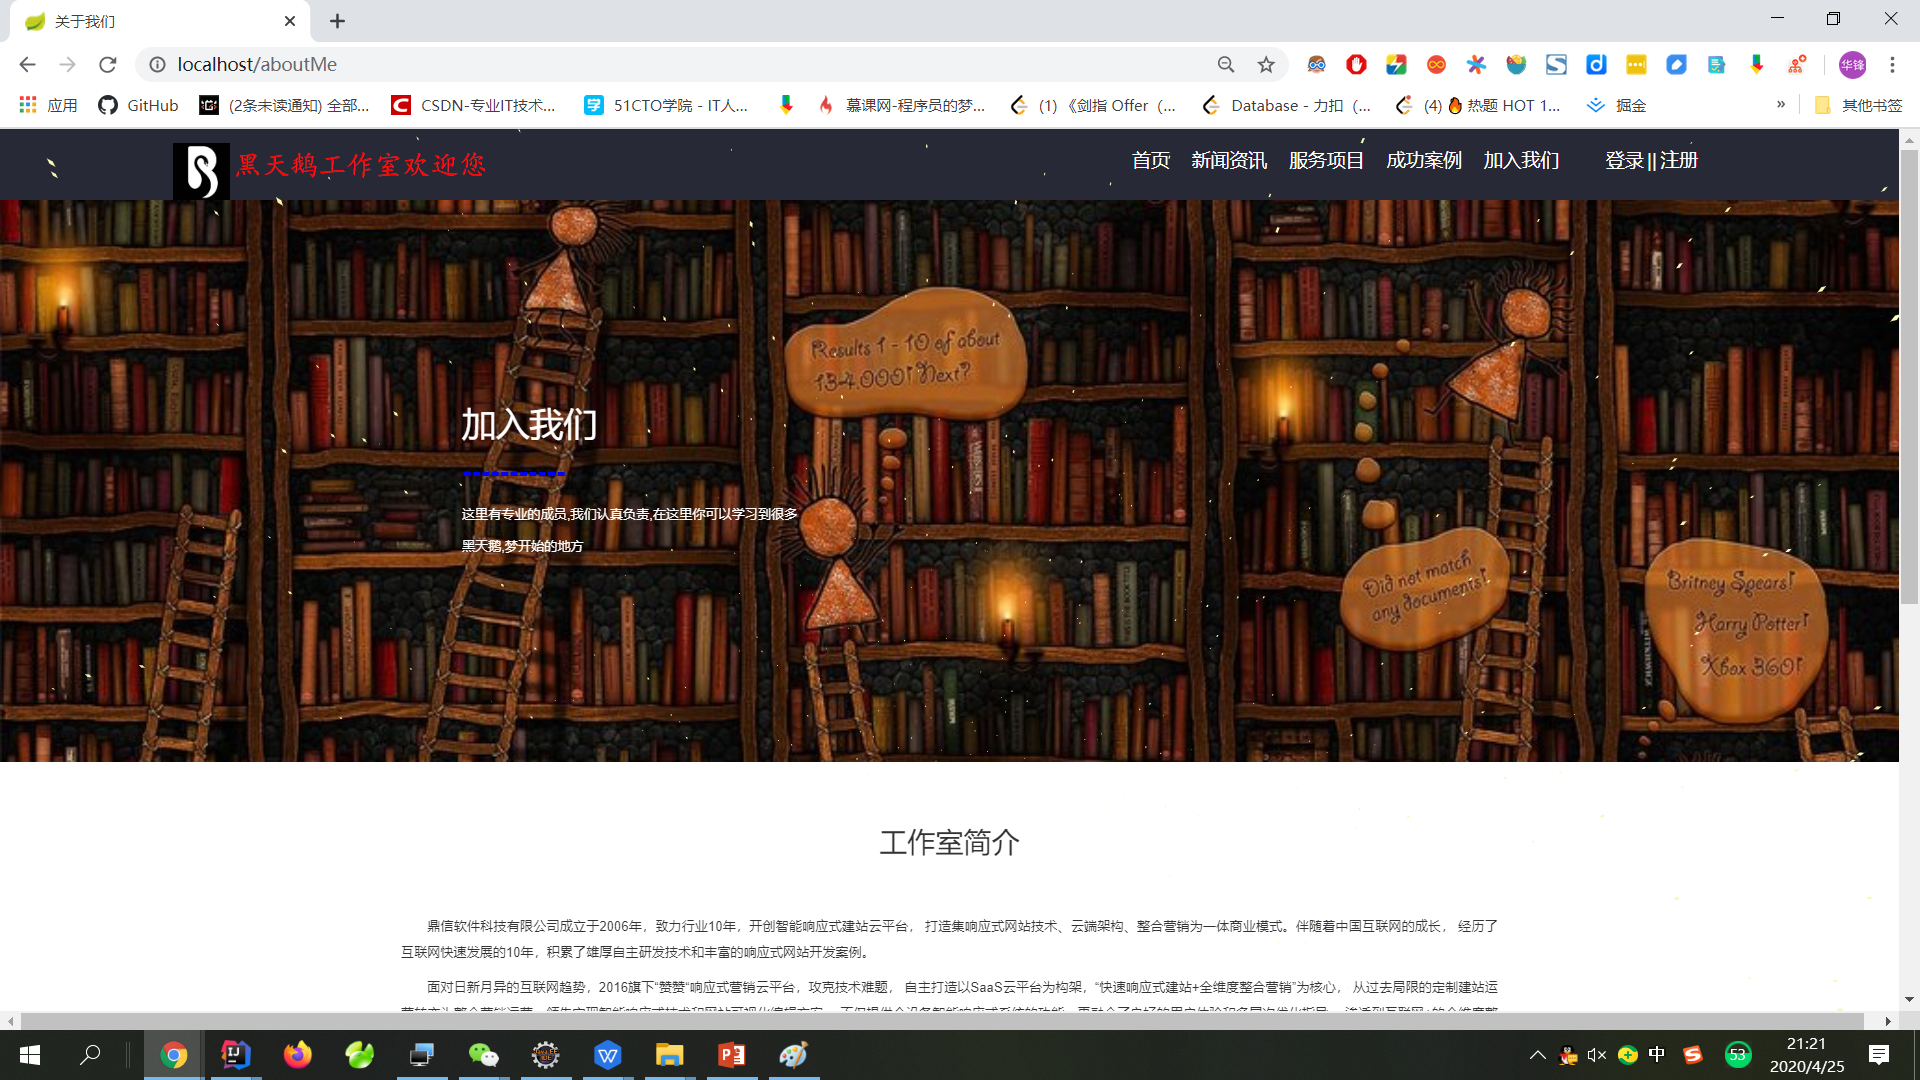 关于我们
localhost/aboutMe
华锋
应用
GitHub
(2条未读通知) 全部...
CSDN-专业IT技术...
51CTO学院 - IT人...
慕课网-程序员的梦...
(1) 《剑指 Offer（...
Database - 力扣（...
(4) 🔥 热题 HOT 1...
掘金
»
其他书签
黑天鹅工作室欢迎您
首页 新闻资讯 服务项目 成功案例 加入我们 登录 || 注册
Results 1 - 10 of about
134.000! Next?
加入我们
------------
这里有专业的成员,我们认真负责,在这里你可以学习到很多
黑天鹅,梦开始的地方
Did not match
any documents!
Britney Spears!
Harry Potter!
Xbox 360!
工作室简介
鼎信软件科技有限公司成立于2006年，致力行业10年，开创智能响应式建站云平台， 打造集响应式网站技术、云端架构、整合营销为一体商业模式。伴随着中国互联网的成长， 经历了
互联网快速发展的10年，积累了雄厚自主研发技术和丰富的响应式网站开发案例。
面对日新月异的互联网趋势，2016旗下“赞赞“响应式营销云平台，攻克技术难题， 自主打造以SaaS云平台为构架，“快速响应式建站+全维度整合营销”为核心， 从过去局限的定制建站运
中
53
21:21
2020/4/25